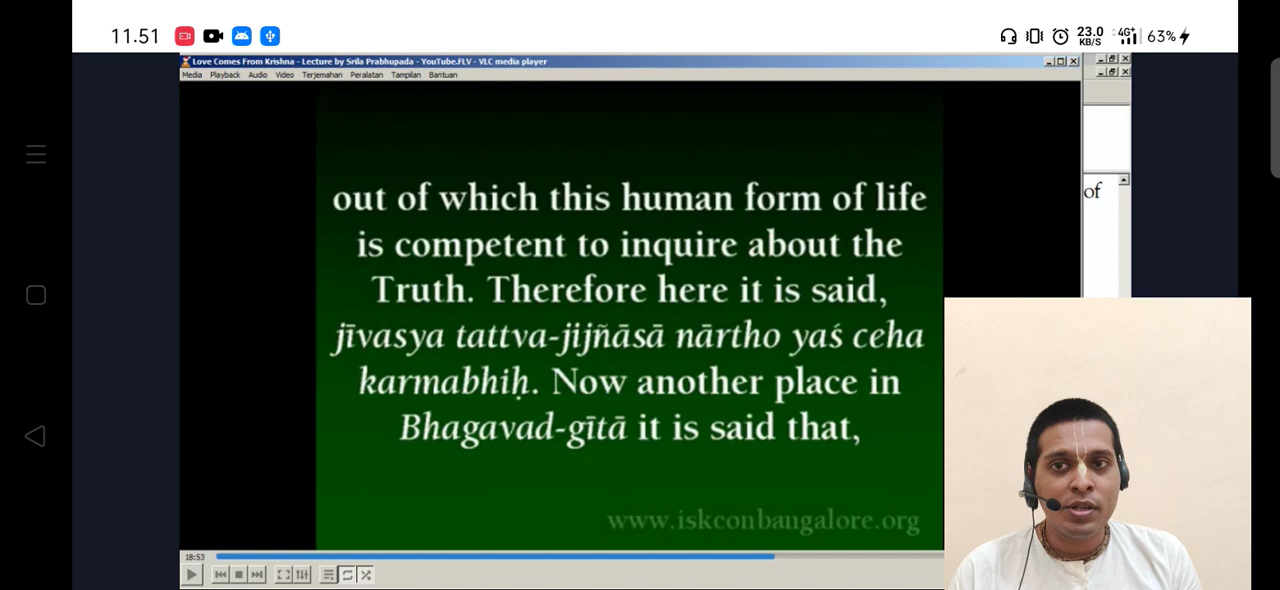 11.51
23.0
KB/S
4G+
63%
Love Comes From Krishna - Lecture by Srila Prabhupada - YouTube.FLV - VLC media player
Media Playback Audio Video Terjemahan Peralatan Tampilan Bantuan
out of which this human form of life
is competent to inquire about the
Truth. Therefore here it is said,
jīvasya tattva-jijñāsā nārtho yaś ceha
karmabhiḥ. Now another place in
Bhagavad-gītā it is said that,
of
www.iskconbangalore.org
18:53